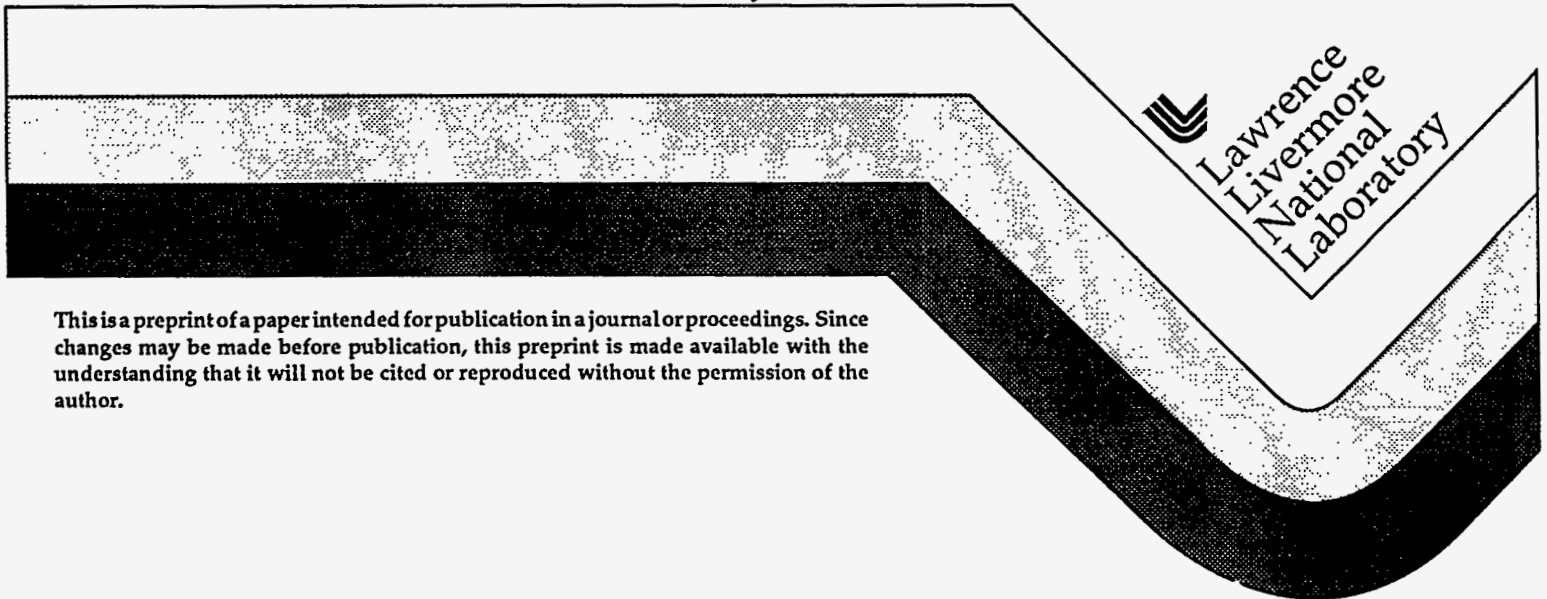 Lawrence
Livermore
National
Laboratory
This is a preprint of a paper intended for publication in a journal or proceedings. Since
changes may be made before publication, this preprint is made available with the
understanding that it will not be cited or reproduced without the permission of the
author.